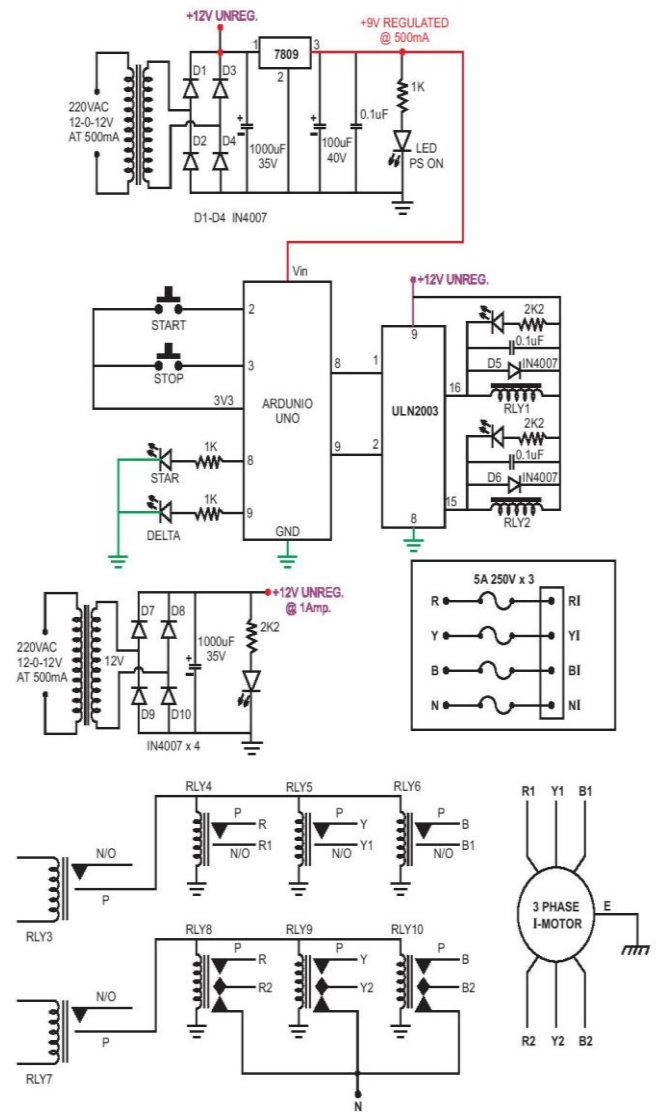 +12V UNREG.
+9V REGULATED
@ 500mA
1
7809
3
2
D1
D3
D2
D4
220VAC
12-0-12V
AT 500mA
+
1000uF
35V
+
100uF
40V
0.1uF
1K
LED
PS ON
D1-D4 IN4007
Vin
+12V UNREG.
START
2
STOP
3
3V3
ARDUNIO
UNO
8
9
1
2
9
ULN2003
16
15
8
2K2
0.1uF
D5
IN4007
RLY1
2K2
0.1uF
D6
IN4007
RLY2
1K
8
STAR
1K
9
DELTA
GND
5A 250V x 3
R
RI
Y
YI
B
BI
N
NI
+12V UNREG.
@ 1Amp.
220VAC
12-0-12V
AT 500mA
12V
D7
D8
D9
D10
+
1000uF
35V
2K2
IN4007 x 4
RLY4
RLY5
RLY6
P
R
N/O
R1
P
Y
N/O
Y1
P
B
N/O
B1
N/O
P
RLY3
RLY8
RLY9
RLY10
P
R
R2
P
Y
Y2
P
B
B2
N/O
P
RLY7
N
R1
Y1
B1
3 PHASE
I-MOTOR
E
R2
Y2
B2